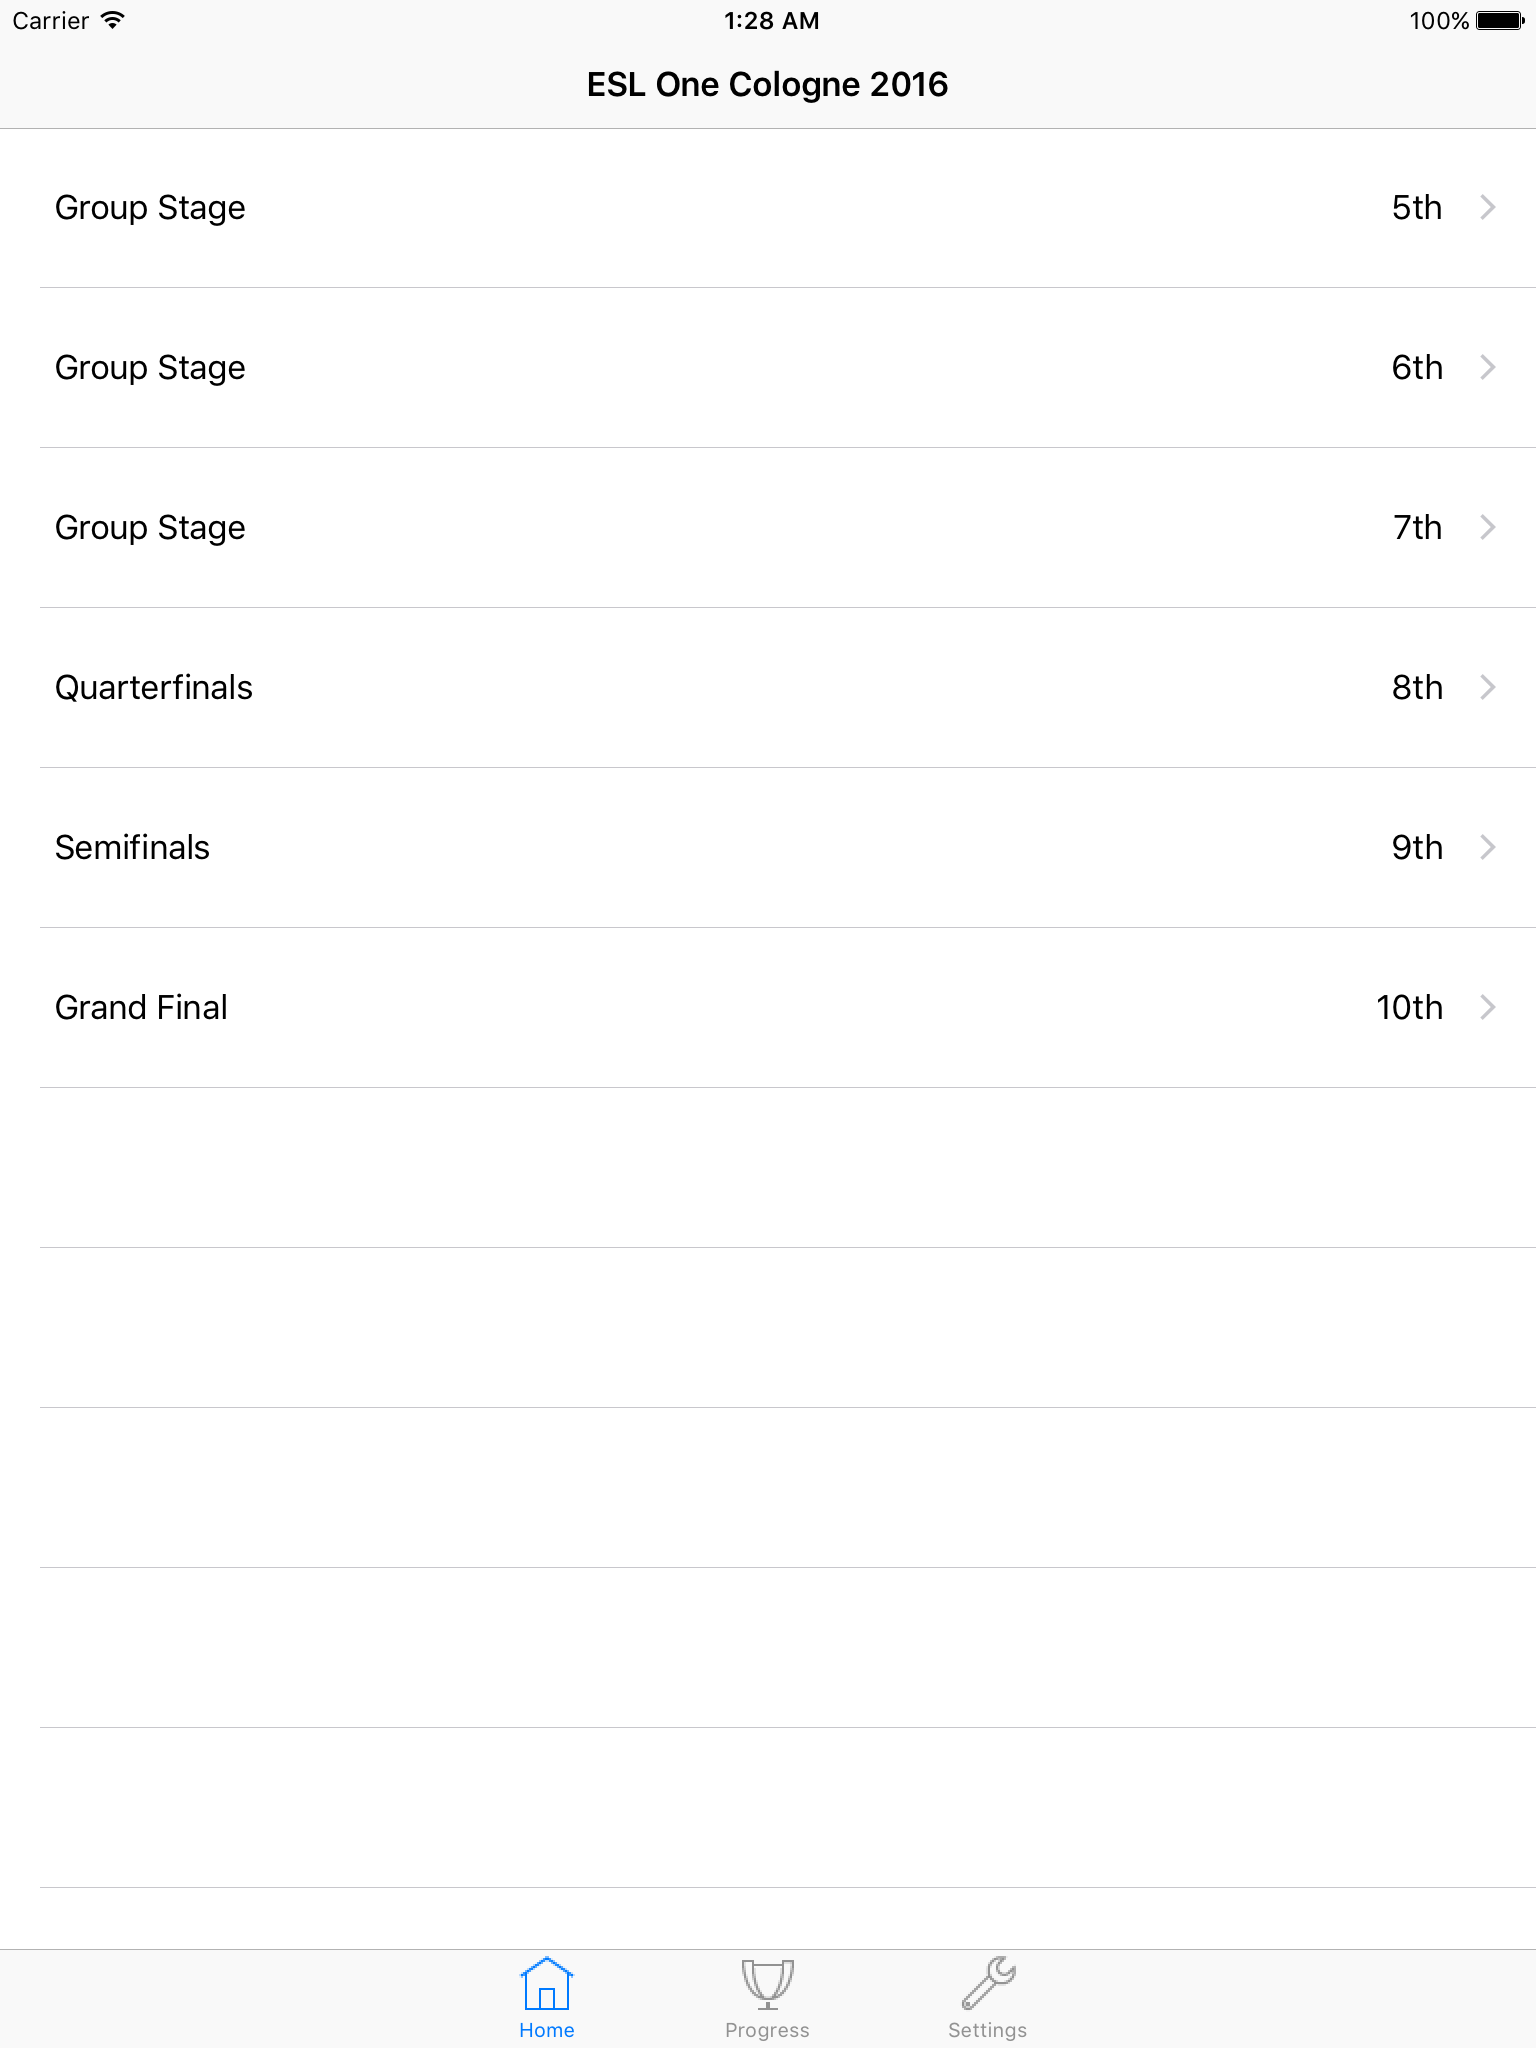 Carrier 1:28 AM 100%
ESL One Cologne 2016
Group Stage 5th
Group Stage 6th
Group Stage 7th
Quarterfinals 8th
Semifinals 9th
Grand Final 10th
Home Progress Settings